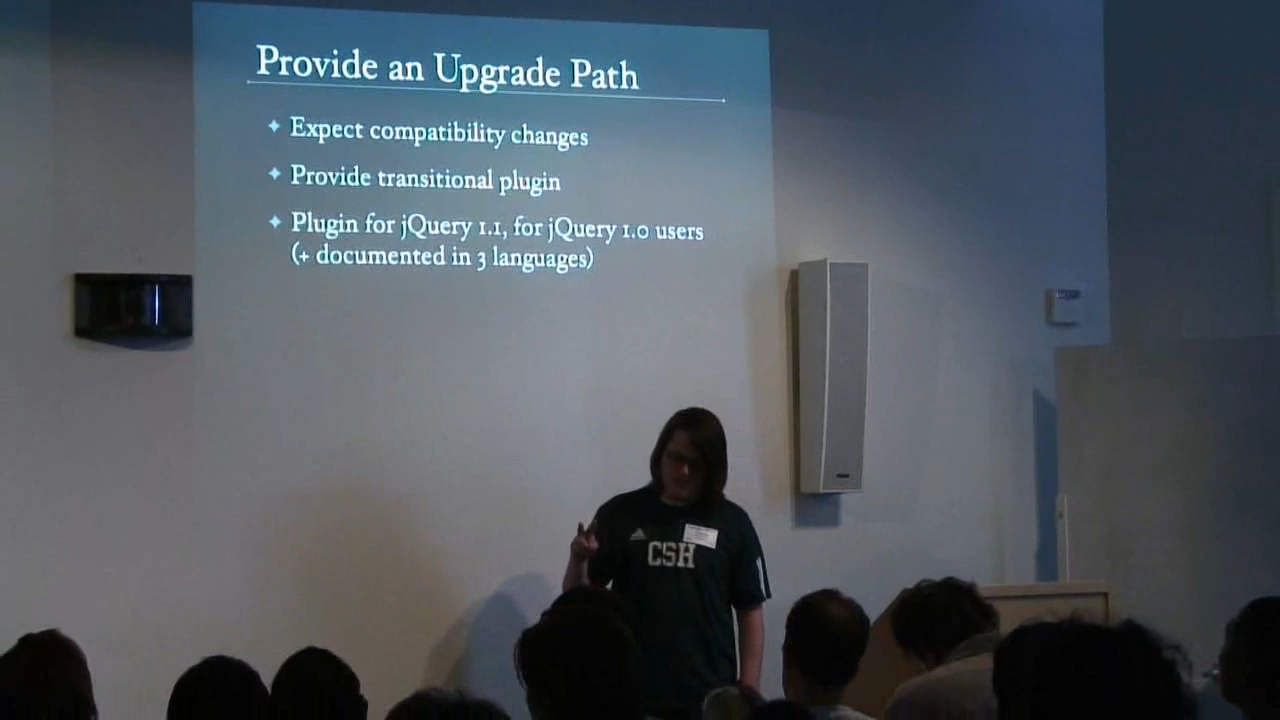 Provide an Upgrade Path
✦ Expect compatibility changes
✦ Provide transitional plugin
✦ Plugin for jQuery 1.1, for jQuery 1.0 users
(+ documented in 3 languages)
CSH